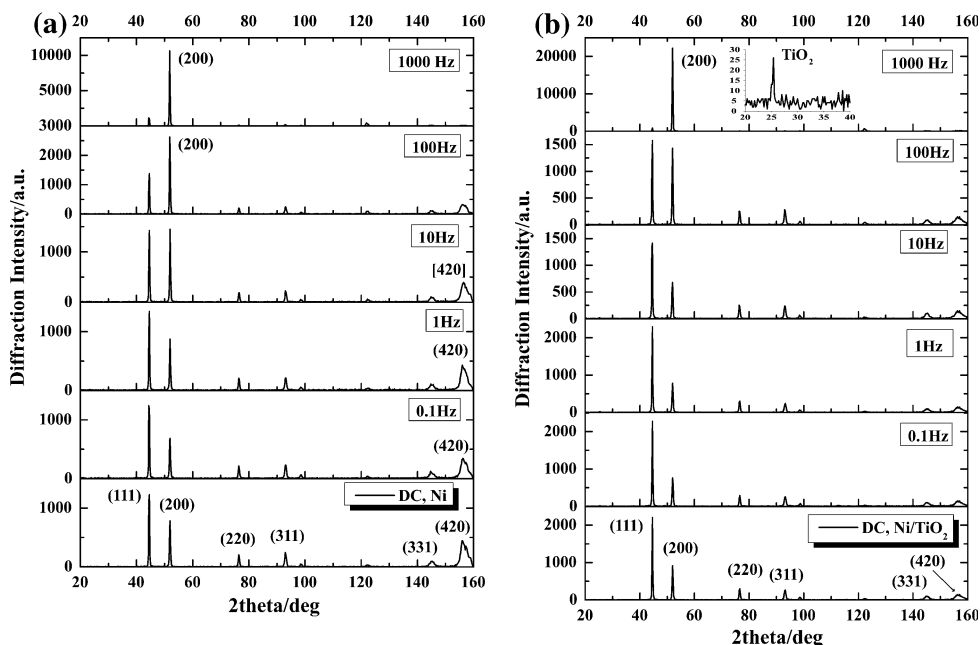 (a)
20 40 60 80 100 120 140 160
10000
5000
3000
(200)
1000 Hz
2000
1000
0
(200)
100Hz
1000
0
10Hz
[420]
1000
0
1Hz
(420)
1000
0
0.1Hz
(420)
1000
0
DC, Ni
(111)
(200)
(220)
(311)
(331)
(420)
20 40 60 80 100 120 140 160
2theta/deg
Diffraction Intensity/a.u.
(b)
20 40 60 80 100 120 140 160
20000
10000
0
(200)
30
25
20
15
10
5
0
TiO2
20 25 30 35 40
1000 Hz
1500
1000
500
0
100Hz
1500
1000
500
0
10Hz
2000
1000
0
1Hz
2000
1000
0
0.1Hz
2000
1000
0
DC, Ni/TiO2
(111)
(200)
(220)
(311)
(331)
(420)
20 40 60 80 100 120 140 160
2theta/deg
Diffraction Intensity/a.u.